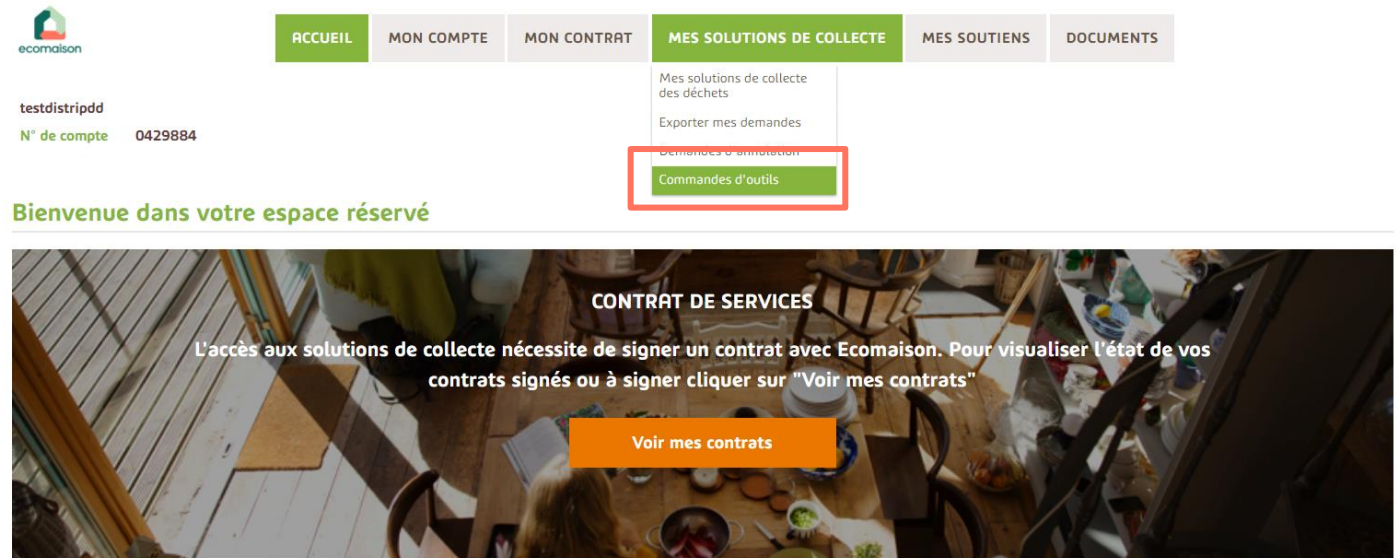 ecomaison
ACCUEIL
MON COMPTE
MON CONTRAT
MES SOLUTIONS DE COLLECTE
MES SOUTIENS
DOCUMENTS
Mes solutions de collecte
des déchets
Exporter mes demandes
Demandes d'annulation
Commandes d'outils
testdistripdd
N° de compte 0429884
Bienvenue dans votre espace réservé
CONTRAT DE SERVICES
L'accès aux solutions de collecte nécessite de signer un contrat avec Ecomaison. Pour visualiser l'état de vos
contrats signés ou à signer cliquer sur "Voir mes contrats"
Voir mes contrats